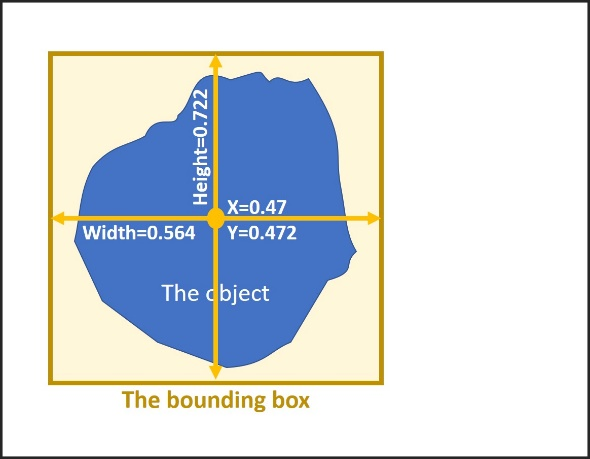 Height=0.722
X=0.47
Width=0.564
Y=0.472
The object
The bounding box